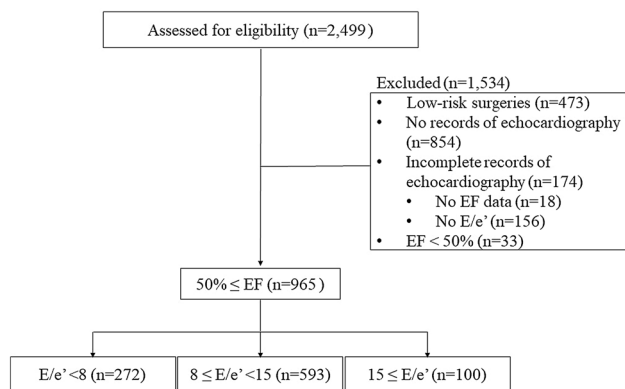 Assessed for eligibility (n=2,499 )
Excluded (n=1,534)
• Low-risk surgeries (n=473)
• No records of echocardiography
(n=854)
• Incomplete records of
echocardiography (n=174)
• No EF data (n=18)
• No E/e’ (n=156)
• EF < 50% (n=33)
50% ≤ EF (n=965 )
E/e’ <8 (n=272)
8 ≤ E/e’ <15 (n=593)
15 ≤ E/e’ (n=100)